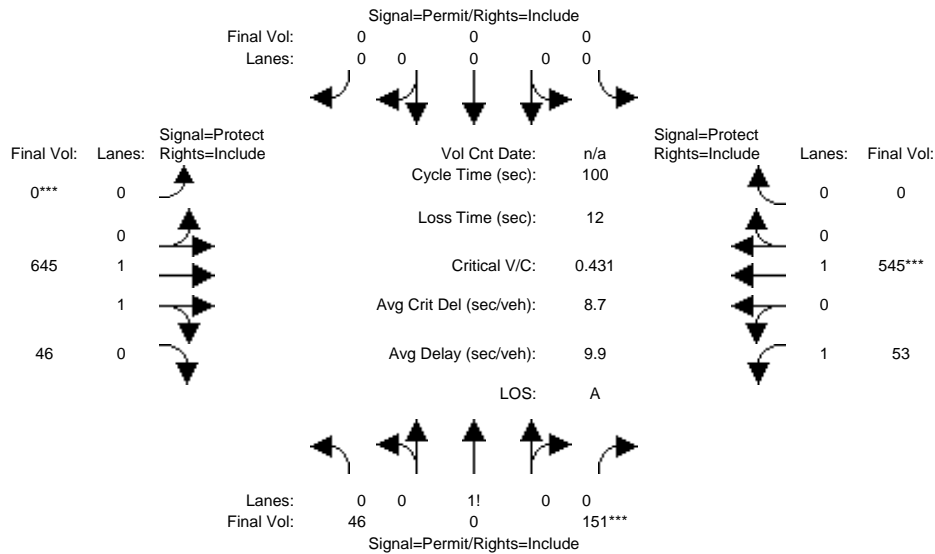 Signal=Permit/Rights=Include
Final Vol: 0 0 0
Lanes: 0 0 0 0 0
Signal=Protect
Final Vol: Lanes: Rights=Include
Vol Cnt Date: n/a
Signal=Protect
Rights=Include Lanes: Final Vol:
Cycle Time (sec): 100
0*** 0
0 0
Loss Time (sec): 12
0
0
645 1
Critical V/C: 0.431
1 545***
1
Avg Crit Del (sec/veh): 8.7
0
46 0
Avg Delay (sec/veh): 9.9
1 53
LOS: A
Lanes: 0 0 1! 0 0
Final Vol: 46 0 151***
Signal=Permit/Rights=Include